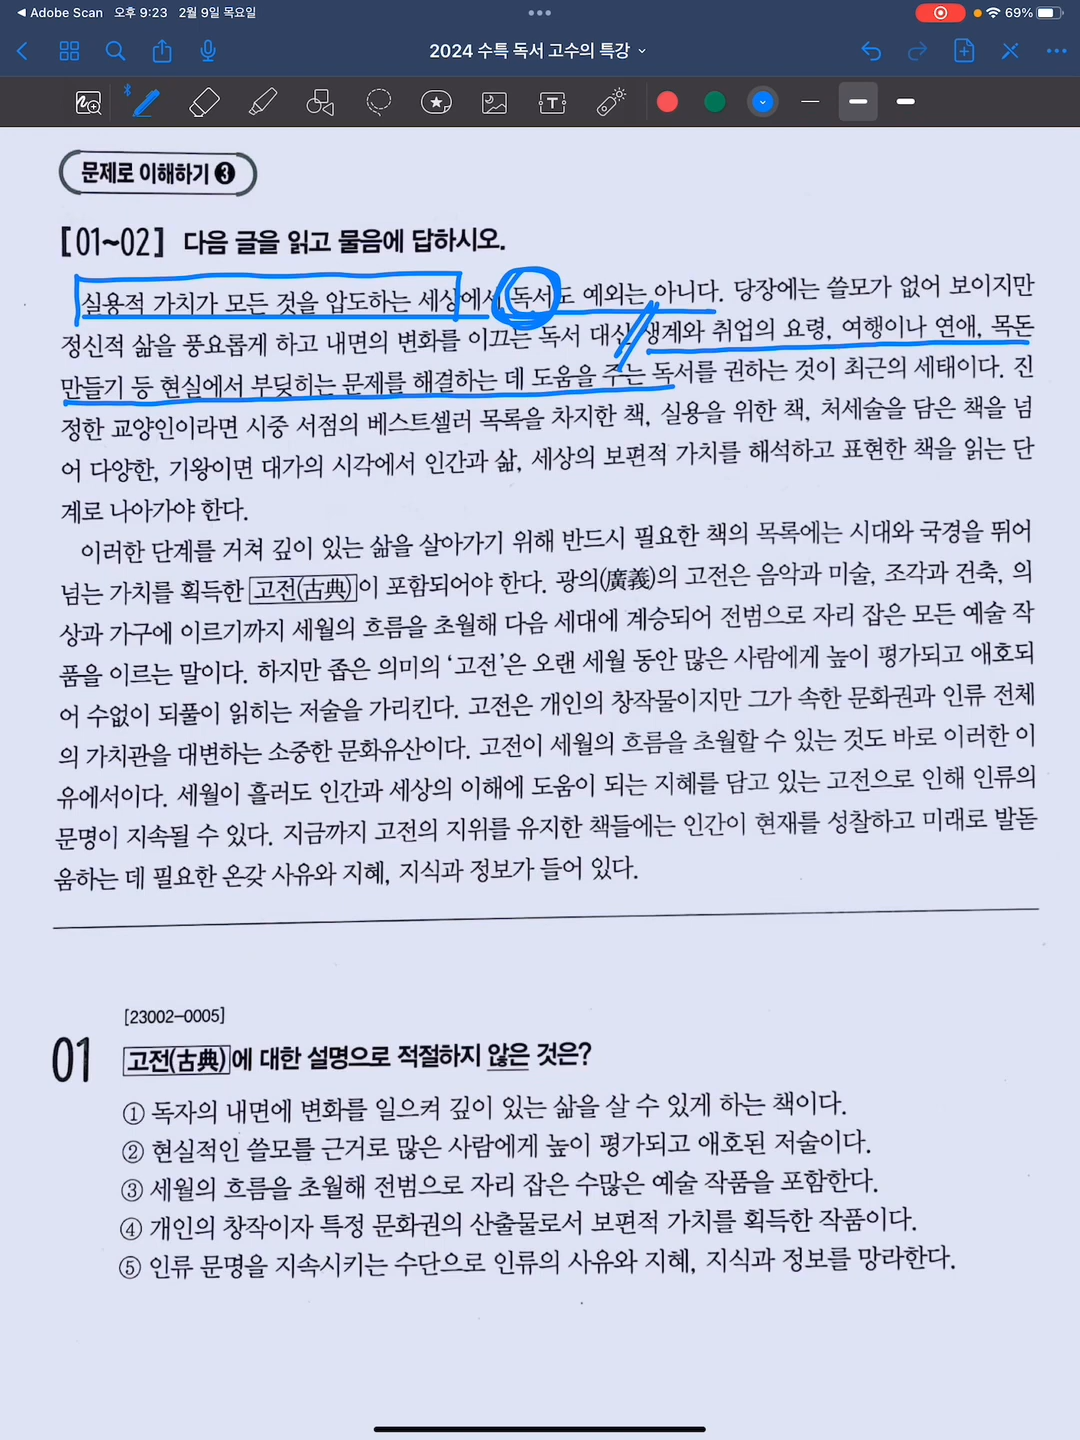 ◀ Adobe Scan 오후 9:23 2월 9일 목요일
69%
2024 수특 독서 고수의 특강
문제로 이해하기 ❸
[01~02] 다음 글을 읽고 물음에 답하시오.
실용적 가치가 모든 것을 압도하는 세상에서 독서도 예외는 아니다. 당장에는 쓸모가 없어 보이지만
정신적 삶을 풍요롭게 하고 내면의 변화를 이끄는 독서 대신 생계와 취업의 요령, 여행이나 연애, 목돈
만들기 등 현실에서 부딪히는 문제를 해결하는 데 도움을 주는 독서를 권하는 것이 최근의 세태이다. 진
정한 교양인이라면 시중 서점의 베스트셀러 목록을 차지한 책, 실용을 위한 책, 처세술을 담은 책을 넘
어 다양한, 기왕이면 대가의 시각에서 인간과 삶, 세상의 보편적 가치를 해석하고 표현한 책을 읽는 단
계로 나아가야 한다.
이러한 단계를 거쳐 깊이 있는 삶을 살아가기 위해 반드시 필요한 책의 목록에는 시대와 국경을 뛰어
넘는 가치를 획득한 고전(古典)이 포함되어야 한다. 광의(廣義)의 고전은 음악과 미술, 조각과 건축, 의
상과 가구에 이르기까지 세월의 흐름을 초월해 다음 세대에 계승되어 전범으로 자리 잡은 모든 예술 작
품을 이르는 말이다. 하지만 좁은 의미의 ‘고전’은 오랜 세월 동안 많은 사람에게 높이 평가되고 애호되
어 수없이 되풀이 읽히는 저술을 가리킨다. 고전은 개인의 창작물이지만 그가 속한 문화권과 인류 전체
의 가치관을 대변하는 소중한 문화유산이다. 고전이 세월의 흐름을 초월할 수 있는 것도 바로 이러한 이
유에서이다. 세월이 흘러도 인간과 세상의 이해에 도움이 되는 지혜를 담고 있는 고전으로 인해 인류의
문명이 지속될 수 있다. 지금까지 고전의 지위를 유지한 책들에는 인간이 현재를 성찰하고 미래로 발돋
움하는 데 필요한 온갖 사유와 지혜, 지식과 정보가 들어 있다.
[23002-0005]
01 고전(古典)에 대한 설명으로 적절하지 않은 것은?
① 독자의 내면에 변화를 일으켜 깊이 있는 삶을 살 수 있게 하는 책이다.
② 현실적인 쓸모를 근거로 많은 사람에게 높이 평가되고 애호된 저술이다.
③ 세월의 흐름을 초월해 전범으로 자리 잡은 수많은 예술 작품을 포함한다.
④ 개인의 창작이자 특정 문화권의 산출물로서 보편적 가치를 획득한 작품이다.
⑤ 인류 문명을 지속시키는 수단으로 인류의 사유와 지혜, 지식과 정보를 망라한다.